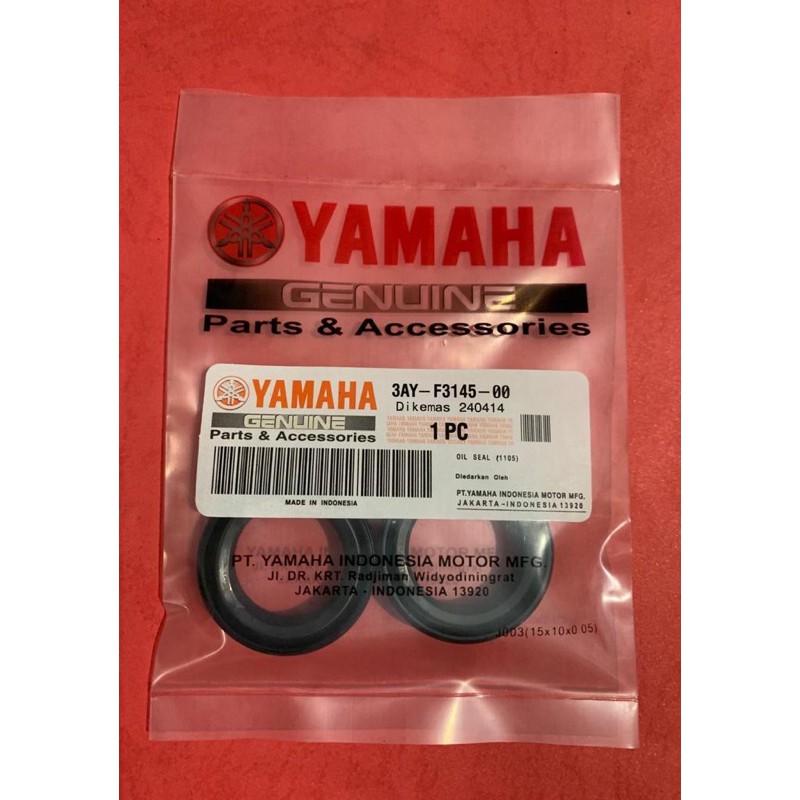 YAMAHA
GENUINE
Parts & Accessories
YAMAHA
GENUINE
Parts & Accessories
3AY-F3145-00
Dikemas 240414
1 PC
OIL SEAL (1105)
Diedarkan Oleh
PT.YAMAHA INDONESIA MOTOR MFG.
JAKARTA-INDONESIA 13920
MADE IN INDONESIA
PT. YAMAHA INDONESIA MOTOR MFG.
Jl. DR. KRT. Radjiman Widyodiningrat
JAKARTA - INDONESIA 13920
J003(15x10x0.05)